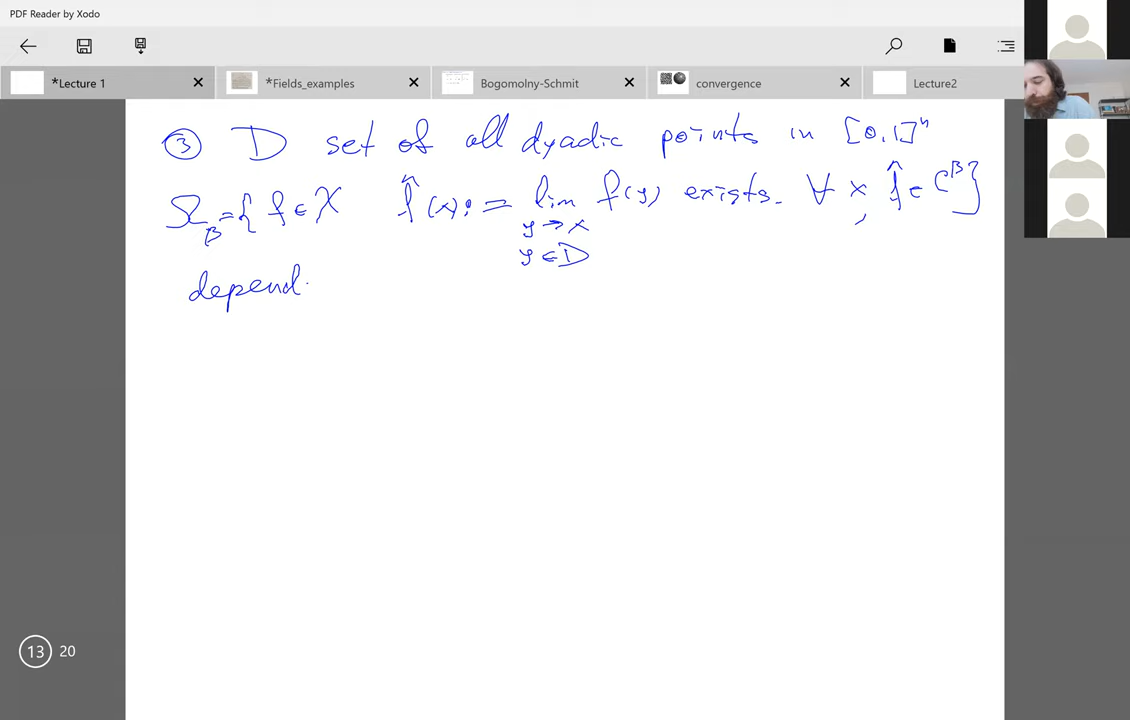 PDF Reader by Xodo
*Lecture 1 *Fields_examples Bogomolny-Schmit convergence Lecture2
③ D set of all dyadic points in [0,1]ⁿ
Ω_β = { f ∈ X f̂(x) := lim f(y) exists. ∀ x, f̂ ∈ C^β }
y → x
y ∈ D
depend
13 20